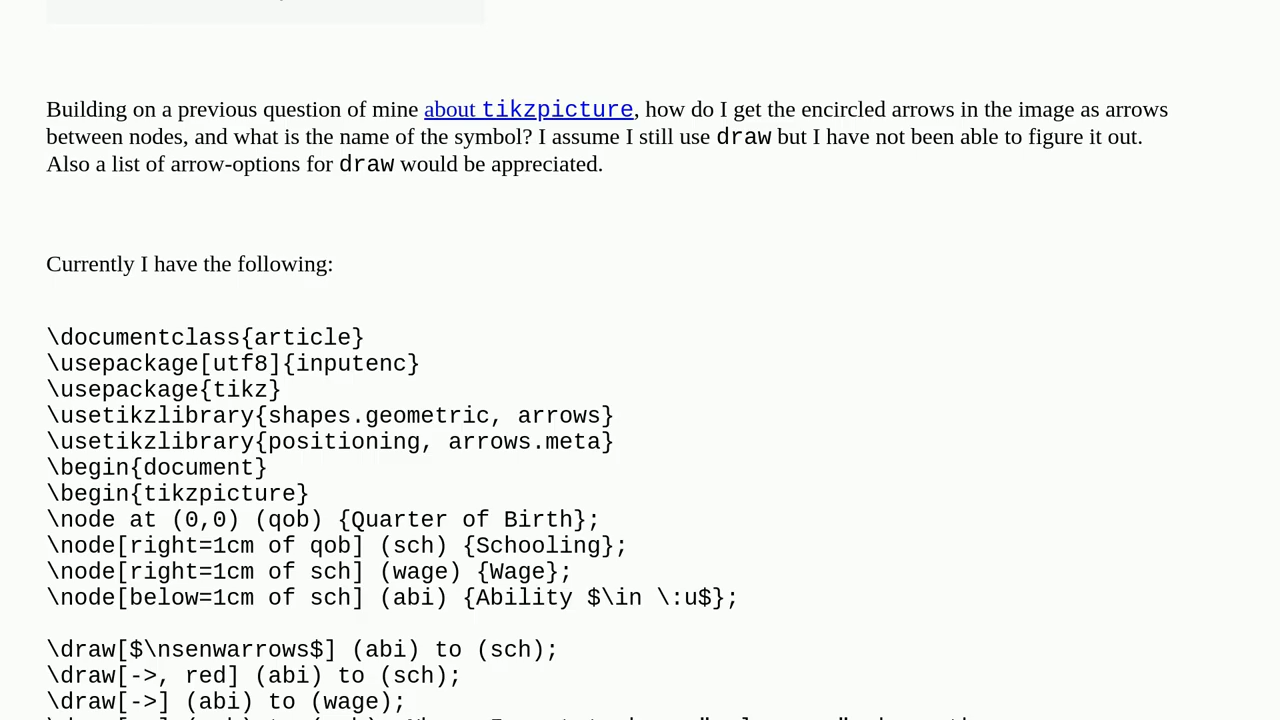 Building on a previous question of mine about tikzpicture, how do I get the encircled arrows in the image as arrows
between nodes, and what is the name of the symbol? I assume I still use draw but I have not been able to figure it out.
Also a list of arrow-options for draw would be appreciated.
Currently I have the following:
\documentclass{article}
\usepackage[utf8]{inputenc}
\usepackage{tikz}
\usetikzlibrary{shapes.geometric, arrows}
\usetikzlibrary{positioning, arrows.meta}
\begin{document}
\begin{tikzpicture}
\node at (0,0) (qob) {Quarter of Birth};
\node[right=1cm of qob] (sch) {Schooling};
\node[right=1cm of sch] (wage) {Wage};
\node[below=1cm of sch] (abi) {Ability $\in \:u$};
\draw[$\nsenwarrows$] (abi) to (sch);
\draw[->, red] (abi) to (sch);
\draw[->] (abi) to (wage);